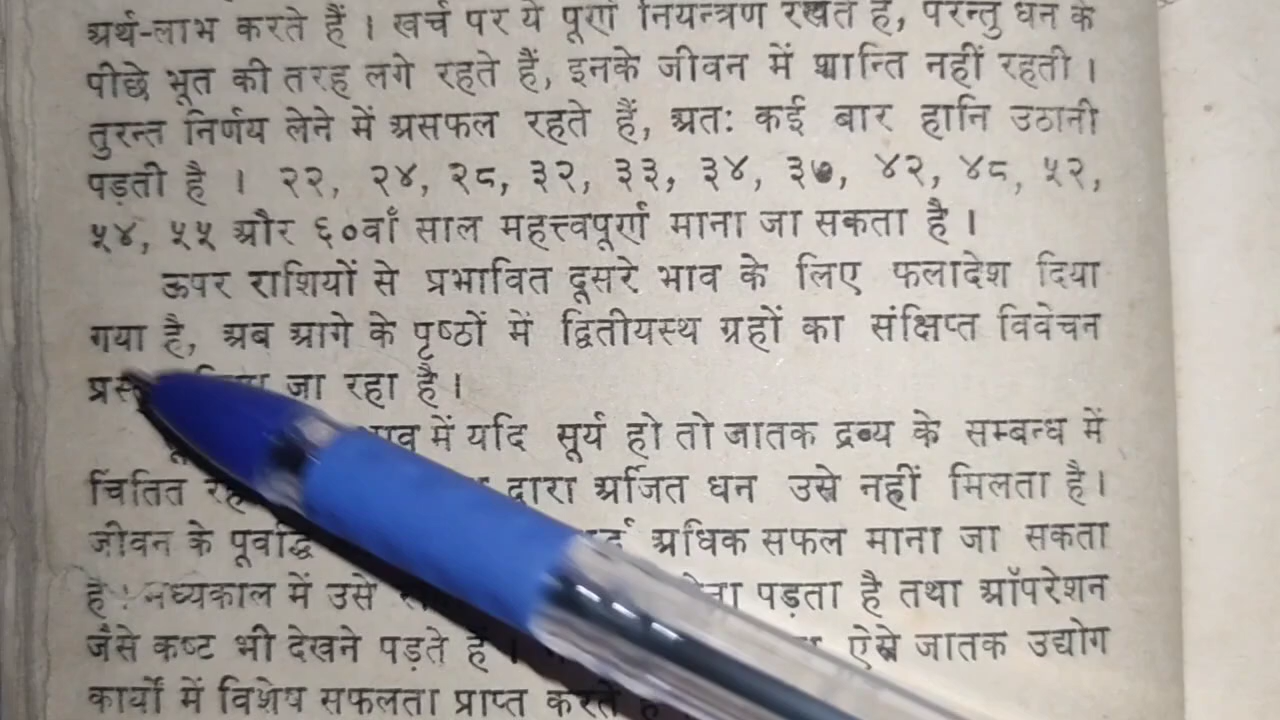 अर्थ-लाभ करते हैं । खर्च पर ये पूर्ण नियन्त्रण रखते हैं, परन्तु धन के
पीछे भूत की तरह लगे रहते हैं, इनके जीवन में शान्ति नहीं रहती ।
तुरन्त निर्णय लेने में असफल रहते हैं, अतः कई बार हानि उठानी
पड़ती है । २२, २४, २८, ३२, ३३, ३४, ३७, ४२, ४८, ५२,
५४, ५५ और ६०वाँ साल महत्त्वपूर्ण माना जा सकता है ।
ऊपर राशियों से प्रभावित दूसरे भाव के लिए फलादेश दिया
गया है, अब आगे के पृष्ठों में द्वितीयस्थ ग्रहों का संक्षिप्त विवेचन
जा रहा है ।
में यदि सूर्य हो तो जातक द्रव्य के सम्बन्ध में
चिंतित द्वारा अर्जित धन उसे नहीं मिलता है।
जीवन के अधिक सफल माना जा सकता
है। मध्यकाल में उसे पड़ता है तथा ऑपरेशन
जैसे कष्ट भी देखने पड़ते हैं । ऐसे जातक उद्योग
कार्यों में विशेष सफलता प्राप्त करते